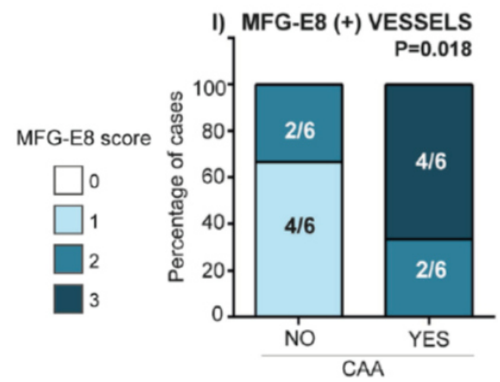 I) MFG-E8 (+) VESSELS
P=0.018
MFG-E8 score
0
1
2
3
Percentage of cases
100
80
60
40
20
0
2/6
4/6
4/6
2/6
NO YES
CAA